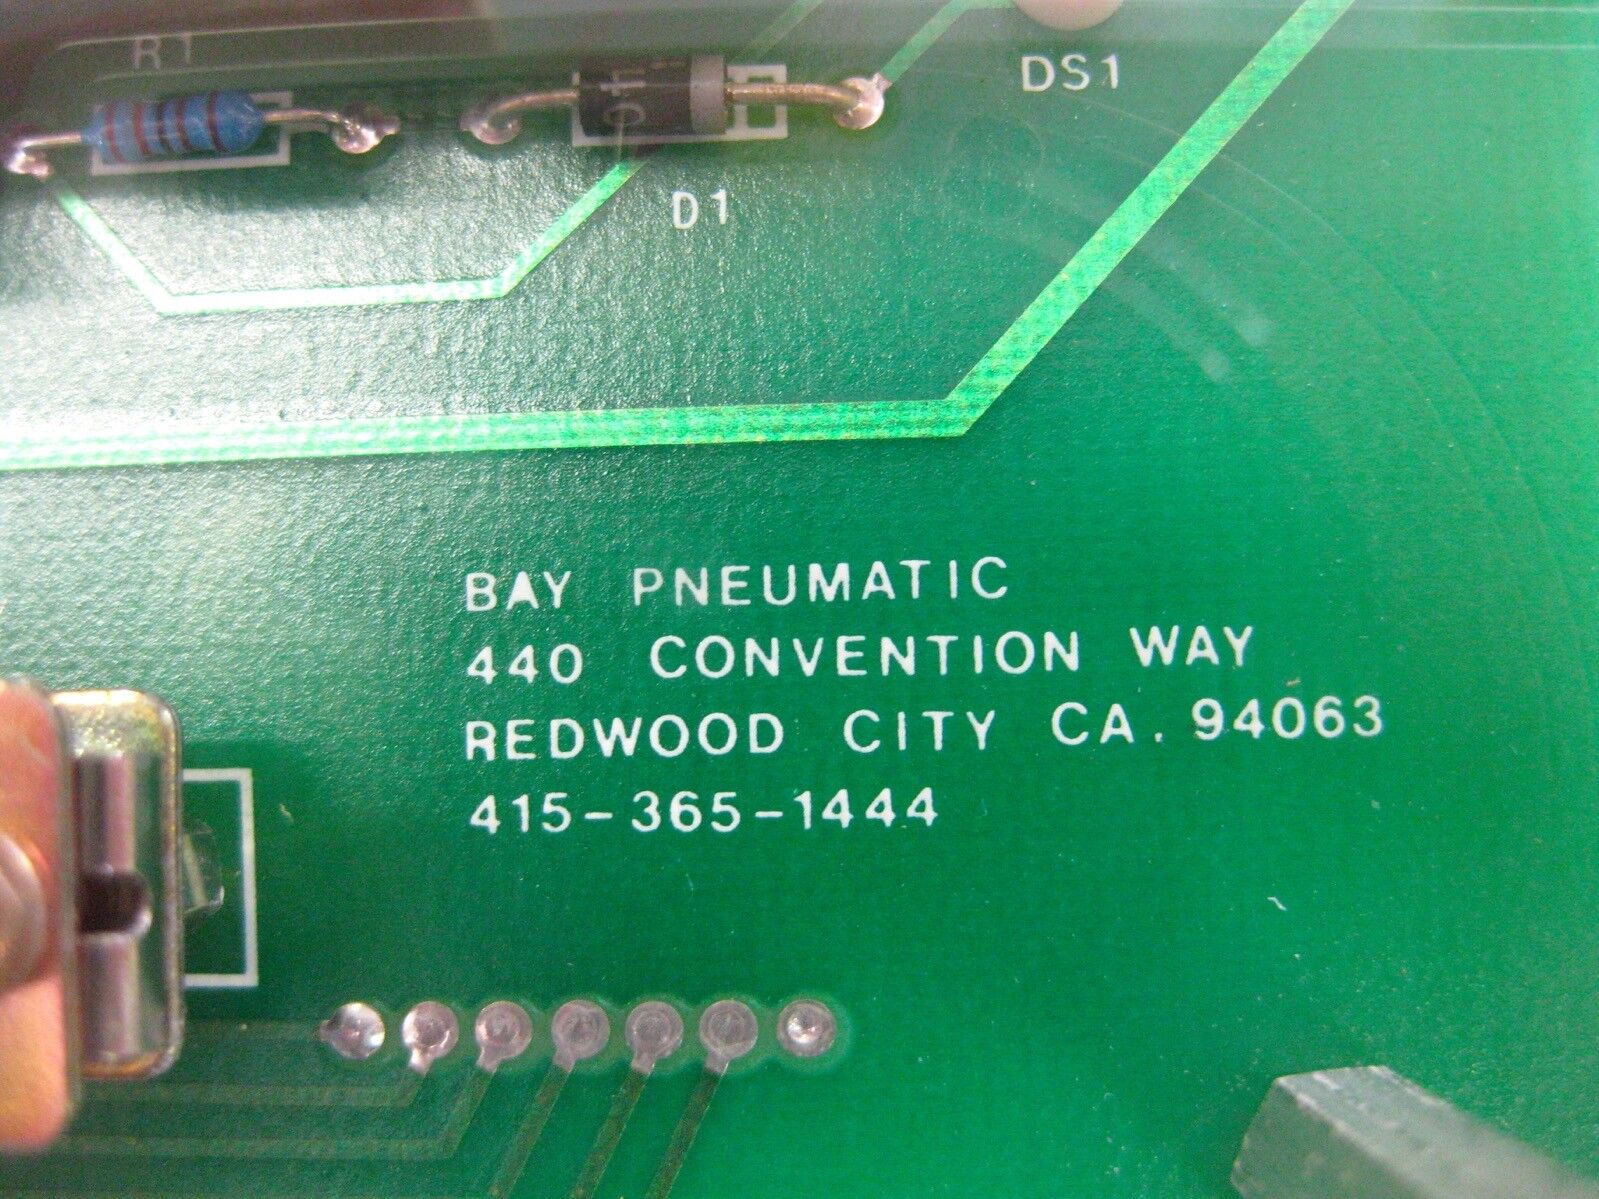 R1
DS1
D1
BAY PNEUMATIC
440 CONVENTION WAY
REDWOOD CITY CA. 94063
415-365-1444